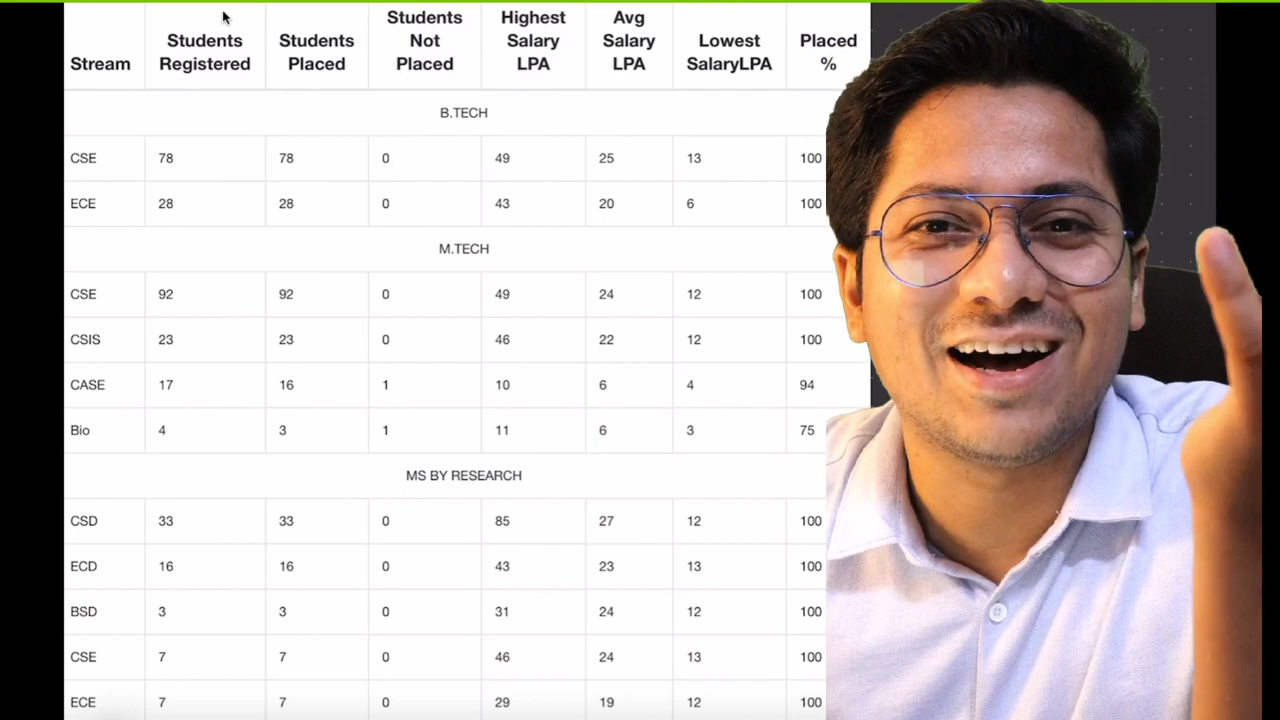 Stream Students Registered Students Placed Students Not Placed Highest Salary LPA Avg Salary LPA Lowest SalaryLPA Placed %
B.TECH
CSE 78 78 0 49 25 13 100
ECE 28 28 0 43 20 6 100
M.TECH
CSE 92 92 0 49 24 12 100
CSIS 23 23 0 46 22 12 100
CASE 17 16 1 10 6 4 94
Bio 4 3 1 11 6 3 75
MS BY RESEARCH
CSD 33 33 0 85 27 12 100
ECD 16 16 0 43 23 13 100
BSD 3 3 0 31 24 12 100
CSE 7 7 0 46 24 13 100
ECE 7 7 0 29 19 12 100